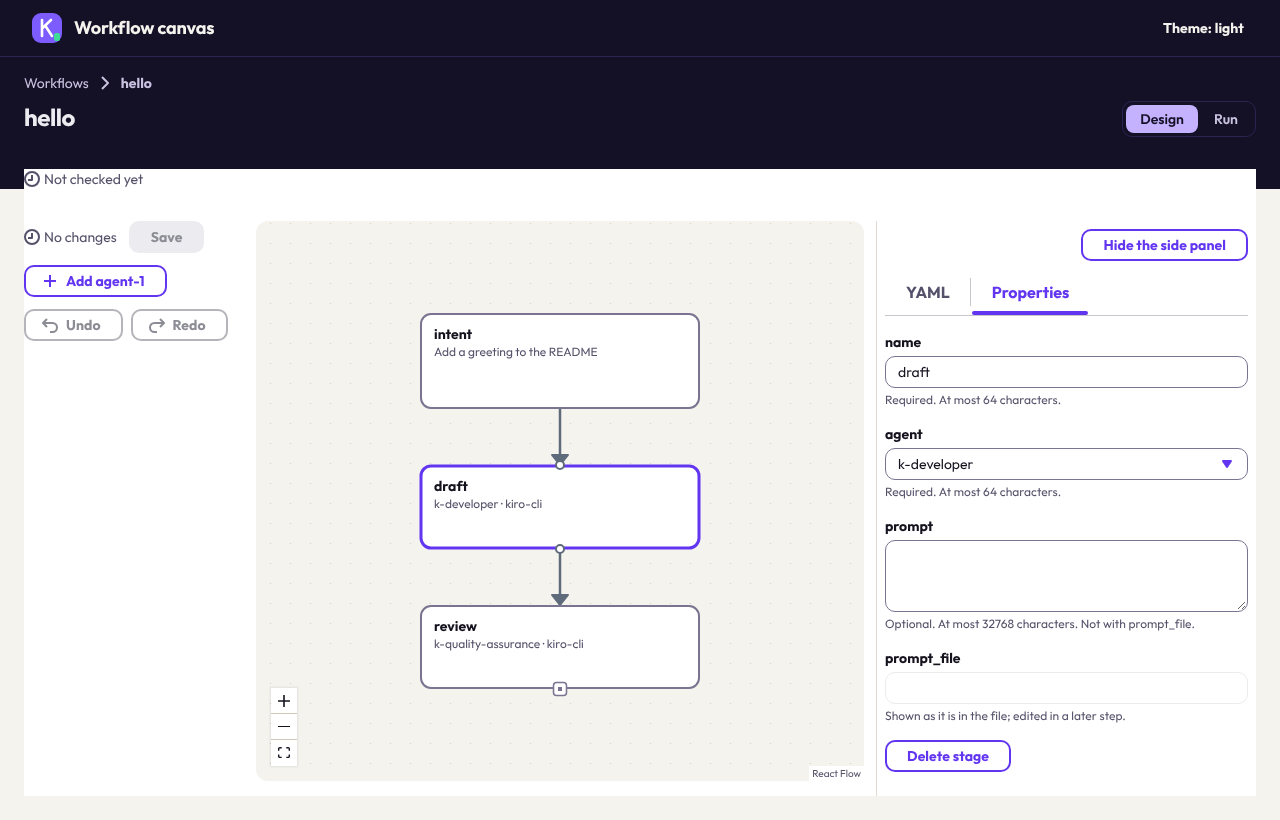 K
Workflow canvas
Theme: light
Workflows
hello
hello
Design
Run
Not checked yet
No changes
Save
Add agent-1
Undo
Redo
intent
Add a greeting to the README
draft
k-developer · kiro-cli
review
k-quality-assurance · kiro-cli
React Flow
Hide the side panel
YAML
Properties
name
draft
Required. At most 64 characters.
agent
k-developer
Required. At most 64 characters.
prompt
Optional. At most 32768 characters. Not with prompt_file.
prompt_file
Shown as it is in the file; edited in a later step.
Delete stage